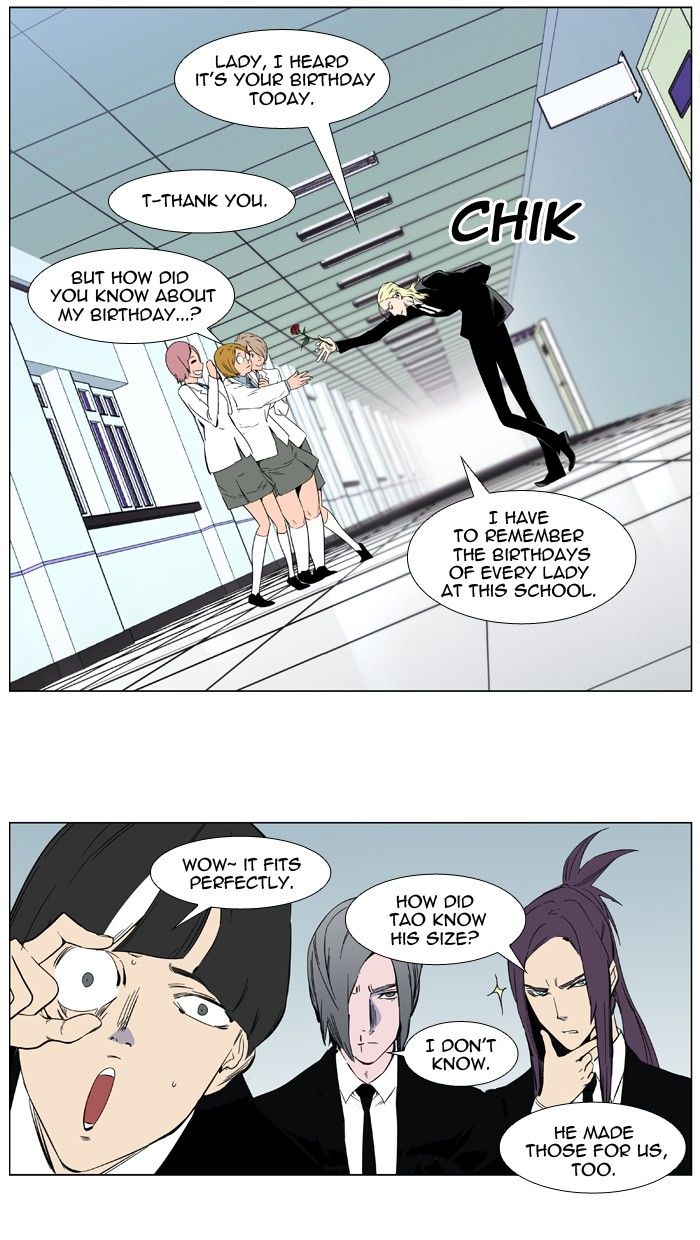 LADY, I HEARD
IT'S YOUR BIRTHDAY
TODAY.
T-THANK YOU.
CHIK
BUT HOW DID
YOU KNOW ABOUT
MY BIRTHDAY...?
I HAVE
TO REMEMBER
THE BIRTHDAYS
OF EVERY LADY
AT THIS SCHOOL.
WOW~ IT FITS
PERFECTLY.
HOW DID
TAO KNOW
HIS SIZE?
I DON'T
KNOW.
HE MADE
THOSE FOR US,
TOO.